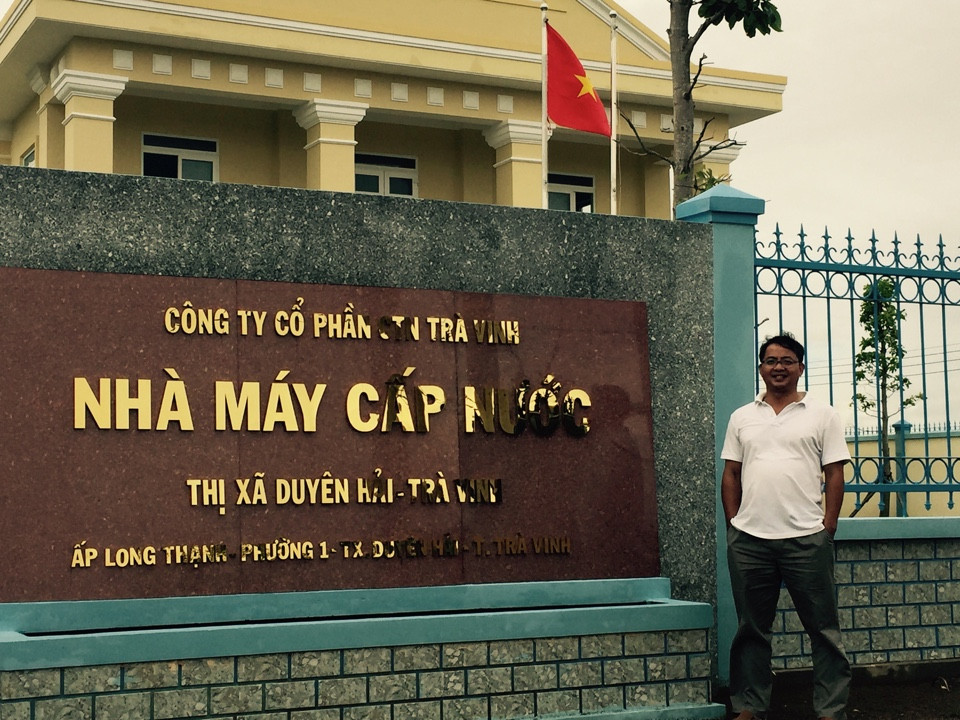 CÔNG TY CỔ PHẦN CTN TRÀ VINH
NHÀ MÁY CẤP NƯỚC
THỊ XÃ DUYÊN HẢI - TRÀ VINH
ẤP LONG THẠNH - PHƯỜNG 1 - TX. DUYÊN HẢI - T. TRÀ VINH